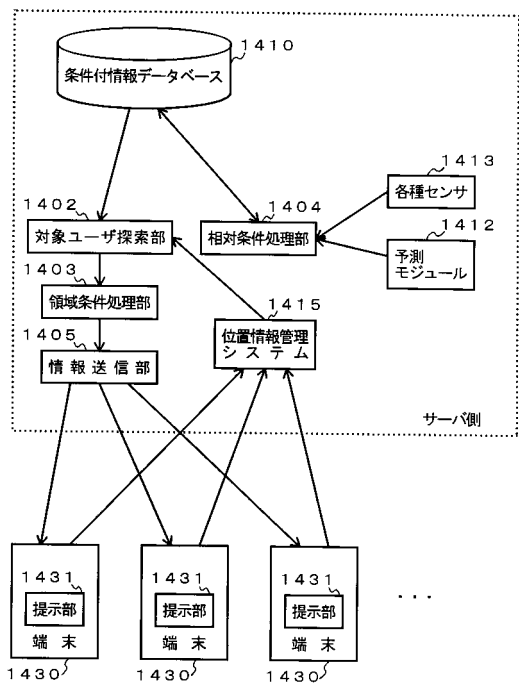 1410
条件付情報データベース
1413
各種センサ
1402
対象ユーザ探索部
1404
相対条件処理部
1412
予測
モジュール
1403
領域条件処理部
1415
位置情報管理
システム
1405
情報送信部
サーバ側
1431
提示部
端末
1430
1431
提示部
端末
1430
1431
提示部
端末
1430
...